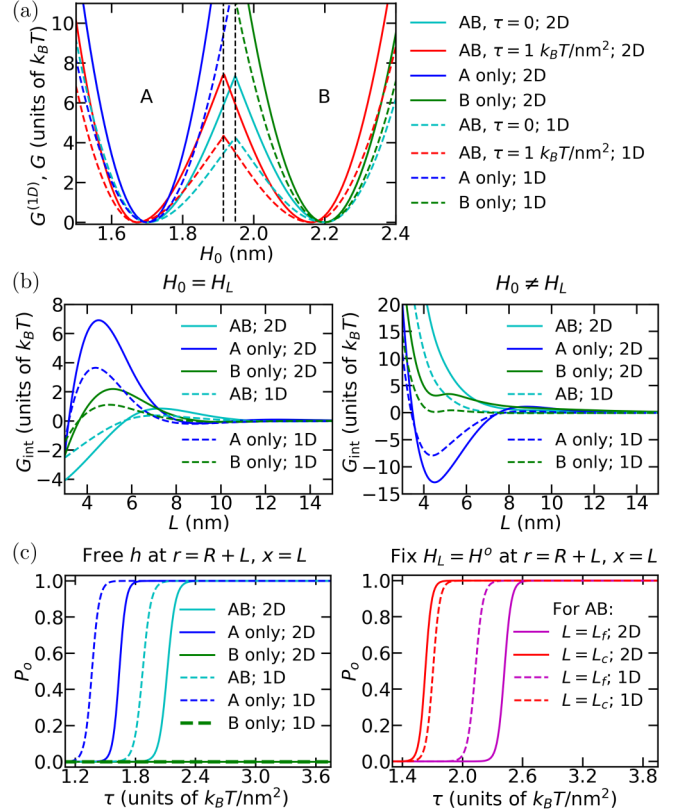 (a)
G^(1D), G (units of k_BT)
10
8
6
4
2
0
A
B
1.6 1.8 2.0 2.2 2.4
H_0 (nm)
AB, τ=0; 2D
AB, τ=1 k_BT/nm²; 2D
A only; 2D
B only; 2D
AB, τ=0; 1D
AB, τ=1 k_BT/nm²; 1D
A only; 1D
B only; 1D
(b)
H_0 = H_L
G_int (units of k_BT)
8
6
4
2
0
−2
−4
AB; 2D
A only; 2D
B only; 2D
AB; 1D
A only; 1D
B only; 1D
4 6 8 10 12 14
L (nm)
H_0 ≠ H_L
G_int (units of k_BT)
20
15
10
5
0
−5
−10
−15
AB; 2D
A only; 2D
B only; 2D
AB; 1D
A only; 1D
B only; 1D
4 6 8 10 12 14
L (nm)
(c)
Free h at r=R+L, x=L
P_o
1.0
0.8
0.6
0.4
0.2
0.0
AB; 2D
A only; 2D
B only; 2D
AB; 1D
A only; 1D
B only; 1D
1.2 1.8 2.4 3.0 3.6
τ (units of k_BT/nm²)
Fix H_L=H^o at r=R+L, x=L
P_o
1.0
0.8
0.6
0.4
0.2
0.0
For AB:
L=L_f; 2D
L=L_c; 2D
L=L_f; 1D
L=L_c; 1D
1.4 2.0 2.6 3.2 3.8
τ (units of k_BT/nm²)